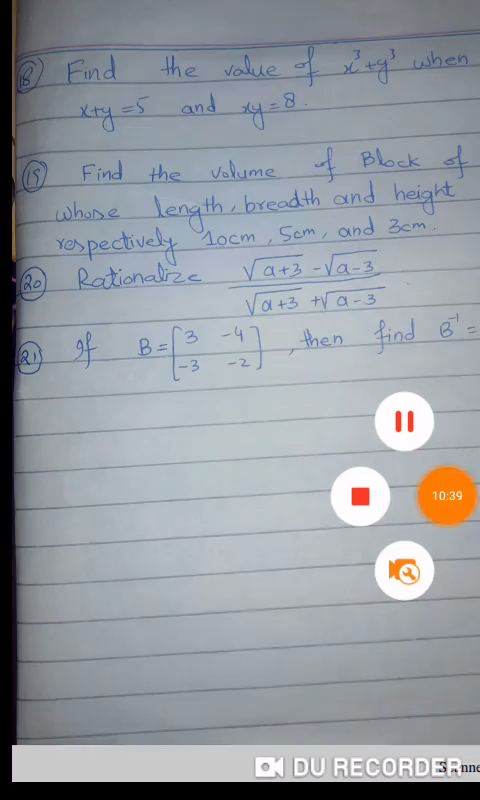 18 Find the value of x³+y³ when
x+y=5 and xy=8.
19 Find the volume of Block of
whose length, breadth and height
respectively 10cm, 5cm, and 3cm.
20 Rationalize (√a+3 - √a-3)/(√a+3 + √a-3)
21 If B=[3 -4; -3 -2], then find B⁻¹=
10:39
DU RECORDER